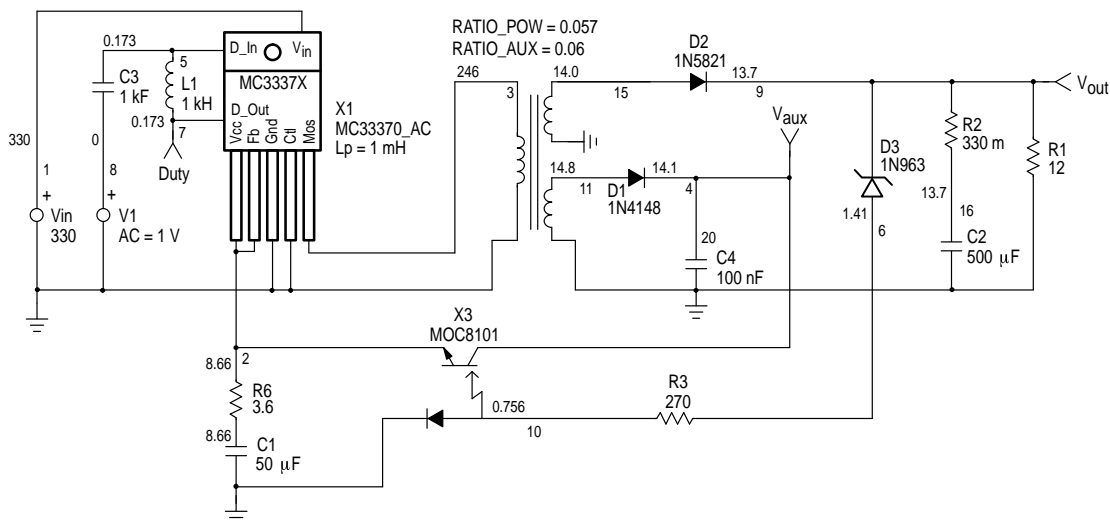 RATIO_POW = 0.057
RATIO_AUX = 0.06
0.173
D_In
Vin
5
C3
1 kF
L1
1 kH
MC3337X
D_Out
Vcc
Fb
Gnd
Ctl
Mos
X1
MC33370_AC
Lp = 1 mH
0.173
7
Duty
330
0
1
+
Vin
330
8
+
V1
AC = 1 V
246
3
14.0
15
D2
1N5821
13.7
9
Vout
14.8
11
D1
1N4148
14.1
4
Vaux
20
C4
100 nF
D3
1N963
1.41
6
R2
330 m
13.7
16
C2
500 µF
R1
12
X3
MOC8101
2
8.66
R6
3.6
8.66
C1
50 µF
0.756
10
R3
270